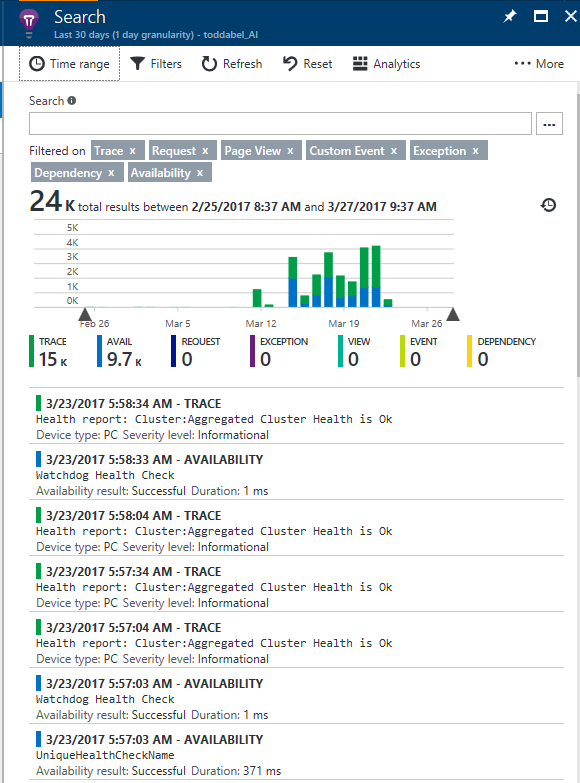 Search
Last 30 days (1 day granularity) - toddabel_AI
Time range Filters Refresh Reset Analytics ··· More
Search
...
Filtered on Trace x Request x Page View x Custom Event x Exception x
Dependency x Availability x
24 K total results between 2/25/2017 8:37 AM and 3/27/2017 9:37 AM
5K
4K
3K
2K
1K
0K
Feb 26 Mar 5 Mar 12 Mar 19 Mar 26
TRACE AVAIL REQUEST EXCEPTION VIEW EVENT DEPENDENCY
15 K 9.7 K 0 0 0 0 0
3/23/2017 5:58:34 AM - TRACE
Health report: Cluster:Aggregated Cluster Health is Ok
Device type: PC Severity level: Informational
3/23/2017 5:58:33 AM - AVAILABILITY
Watchdog Health Check
Availability result: Successful Duration: 1 ms
3/23/2017 5:58:04 AM - TRACE
Health report: Cluster:Aggregated Cluster Health is Ok
Device type: PC Severity level: Informational
3/23/2017 5:57:34 AM - TRACE
Health report: Cluster:Aggregated Cluster Health is Ok
Device type: PC Severity level: Informational
3/23/2017 5:57:04 AM - TRACE
Health report: Cluster:Aggregated Cluster Health is Ok
Device type: PC Severity level: Informational
3/23/2017 5:57:03 AM - AVAILABILITY
Watchdog Health Check
Availability result: Successful Duration: 1 ms
3/23/2017 5:57:03 AM - AVAILABILITY
UniqueHealthCheckName
Availability result: Successful Duration: 371 ms